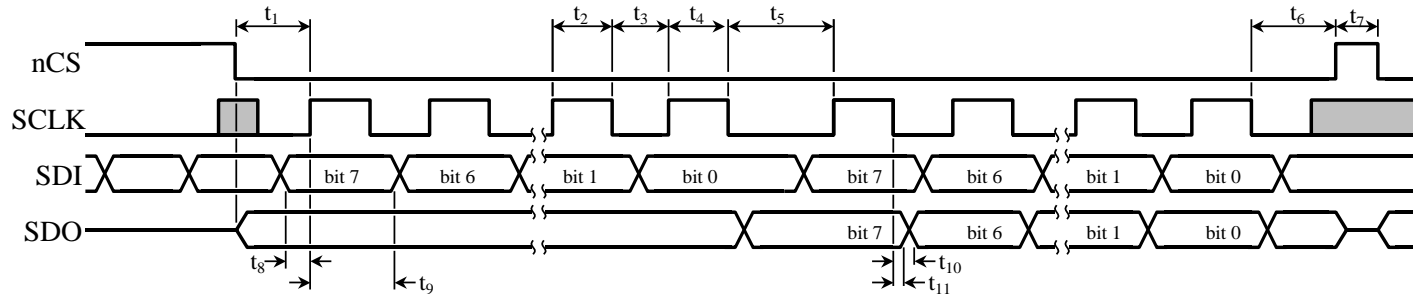 t₁ t₂ t₃ t₄ t₅ t₆ t₇
nCS
SCLK
SDI bit 7 bit 6 bit 1 bit 0 bit 7 bit 6 bit 1 bit 0
SDO bit 7 bit 6 bit 1 bit 0
t₈ t₁₀
t₉ t₁₁